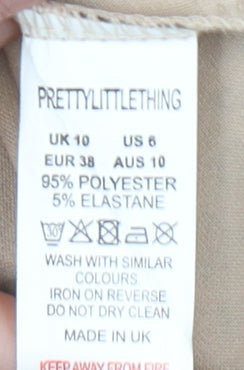 PRETTYLITTLETHING
UK 10 US 6
EUR 38 AUS 10
95% POLYESTER
5% ELASTANE
WASH WITH SIMILAR
COLOURS
IRON ON REVERSE
DO NOT DRY CLEAN
MADE IN UK
KEEP AWAY FROM FIRE